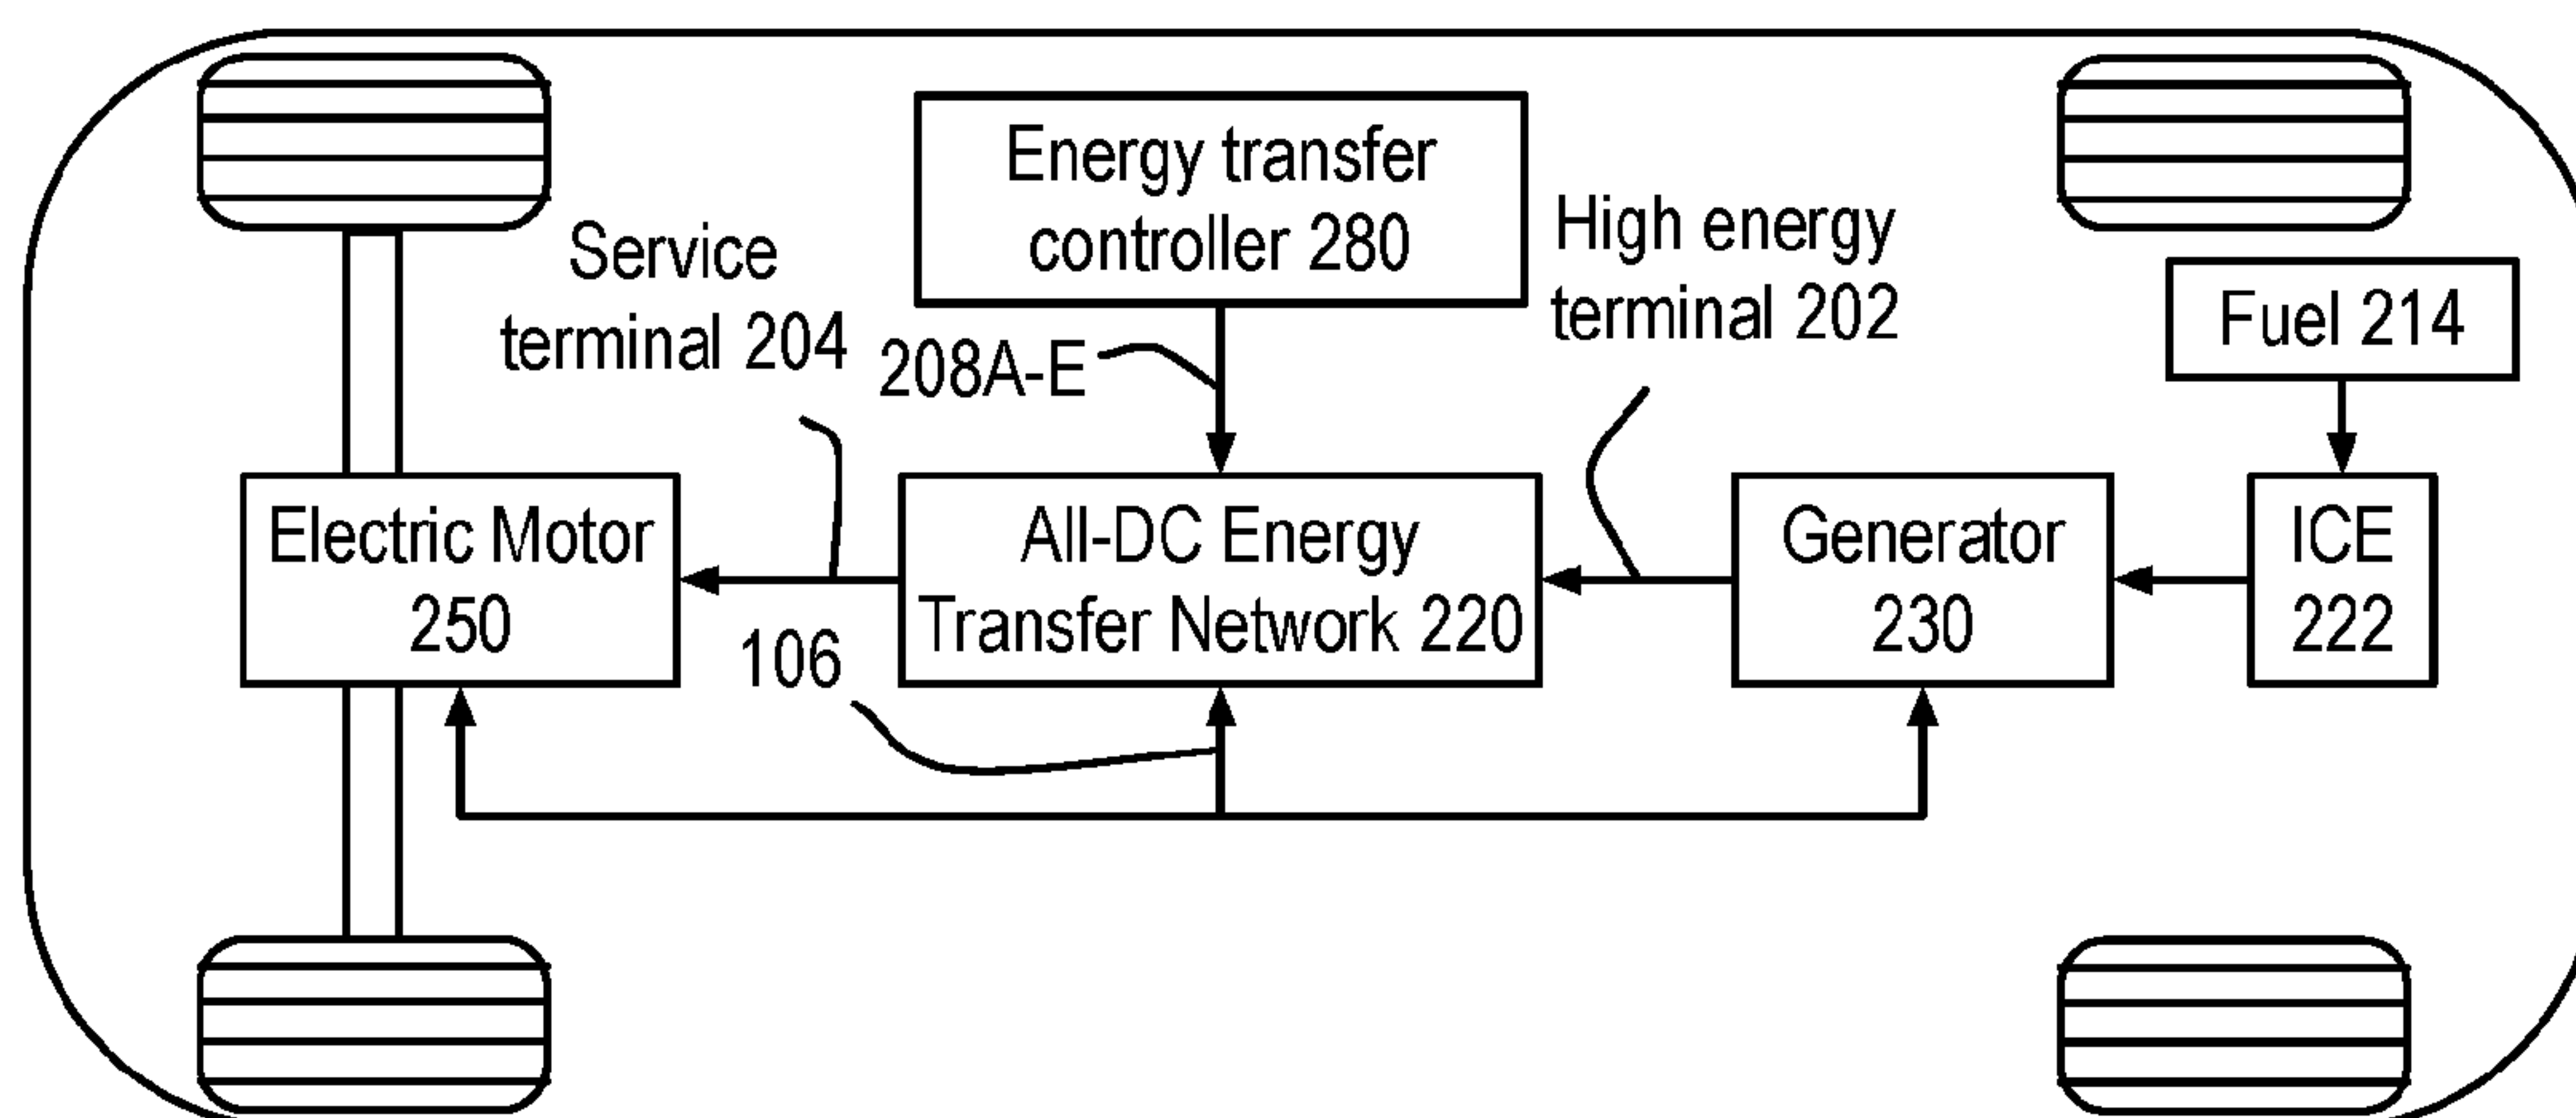 Energy transfer
controller 280
Service
terminal 204
208A-E
High energy
terminal 202
Fuel 214
Electric Motor
250
All-DC Energy
Transfer Network 220
Generator
230
ICE
222
106